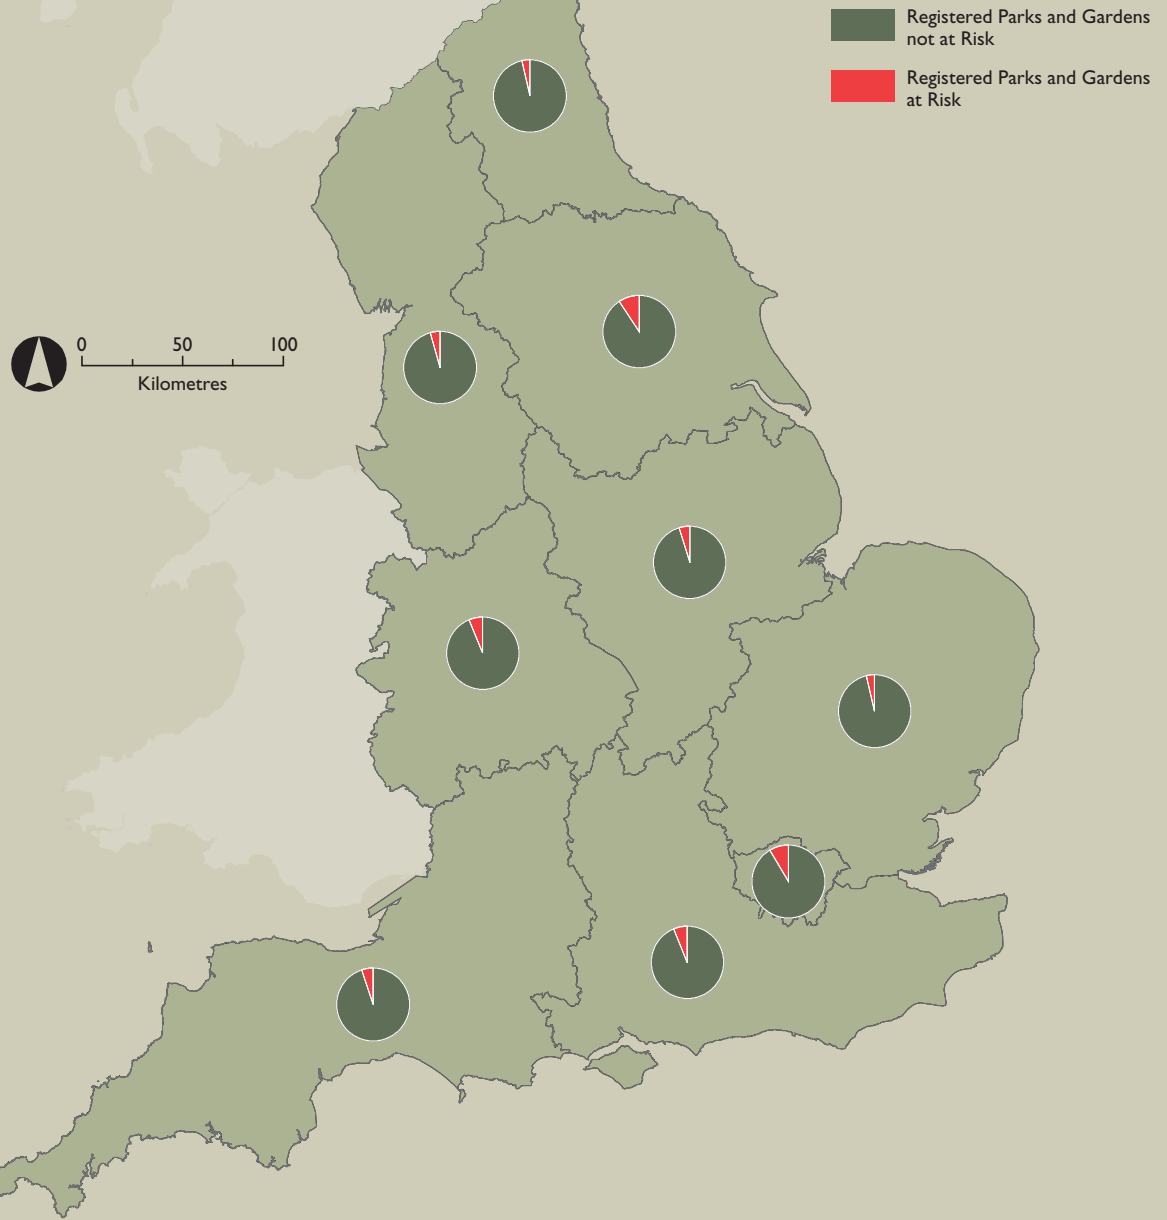 Registered Parks and Gardens
not at Risk
Registered Parks and Gardens
at Risk
0 50 100
Kilometres